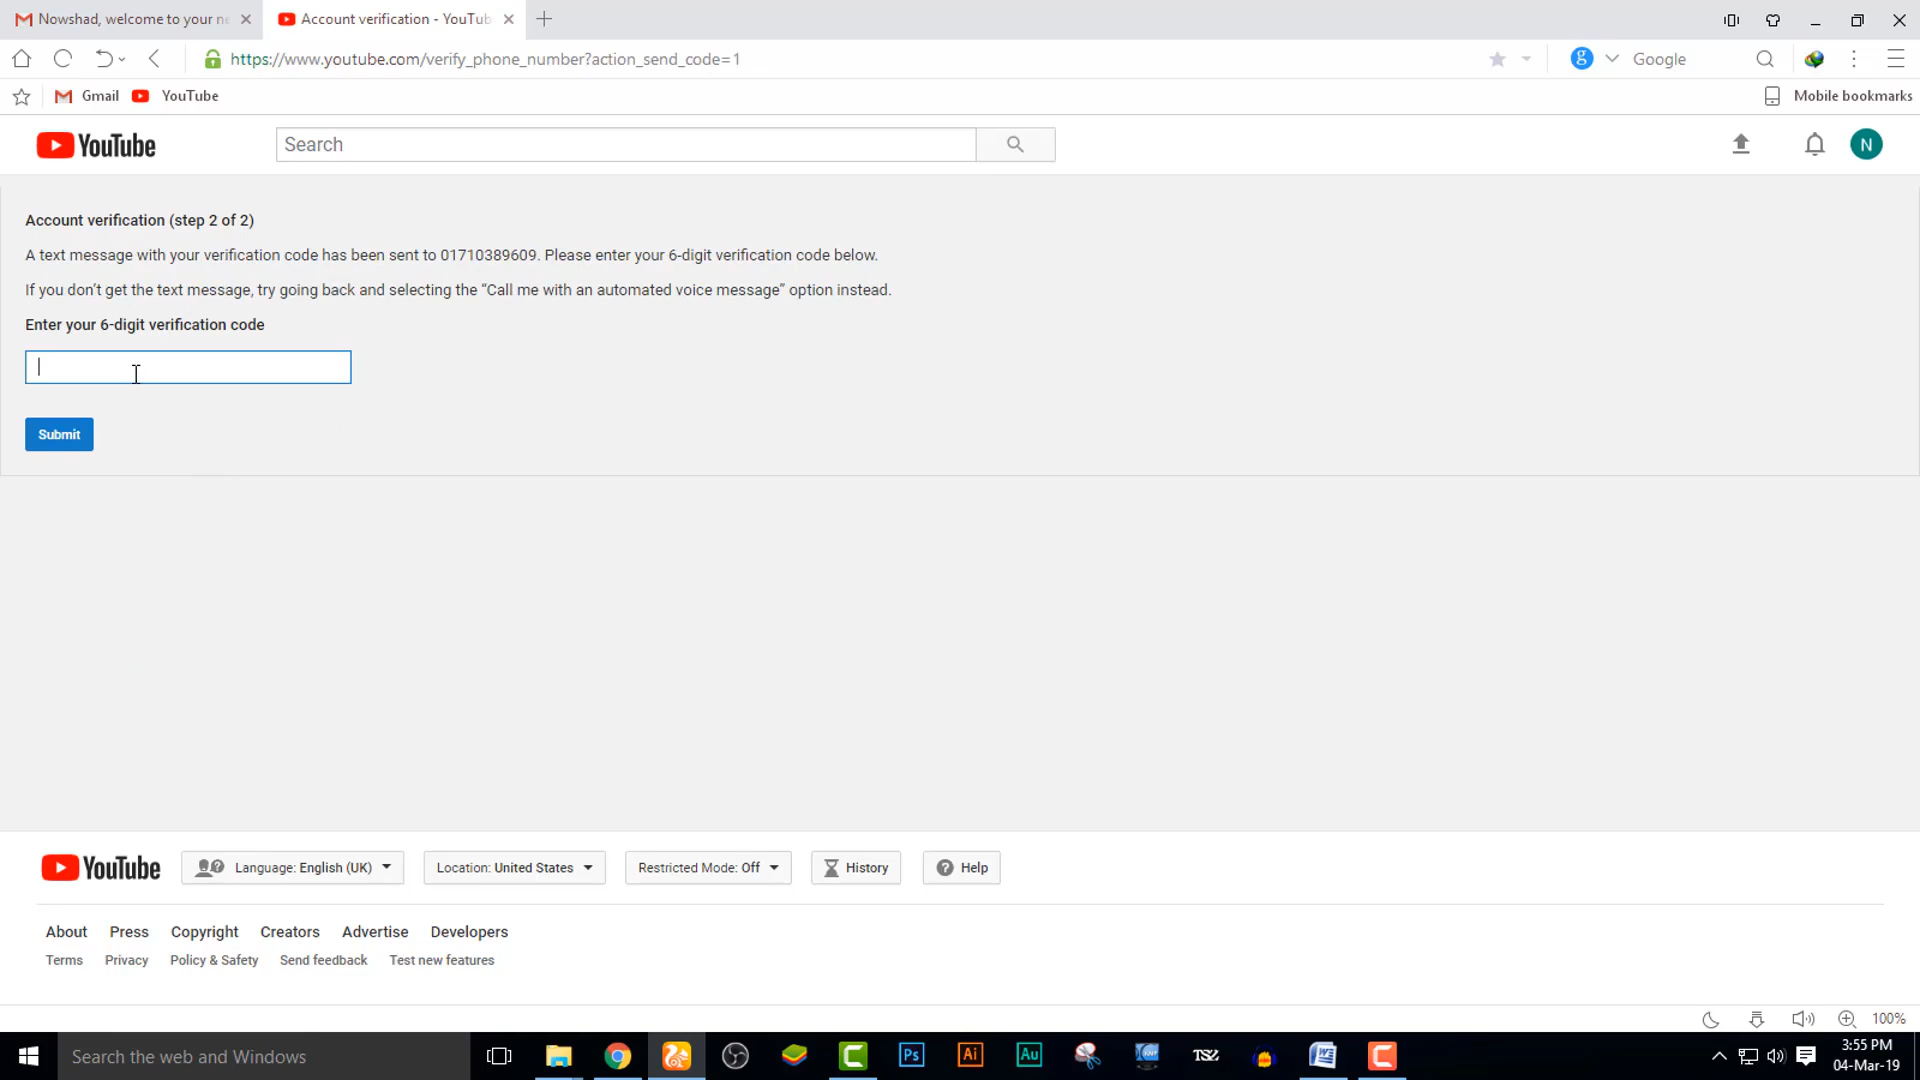 Nowshad, welcome to your ne
Account verification - YouTub
https://www.youtube.com/verify_phone_number?action_send_code=1
Google
Gmail
YouTube
Mobile bookmarks
YouTube
Search
N
Account verification (step 2 of 2)
A text message with your verification code has been sent to 01710389609. Please enter your 6-digit verification code below.
If you don't get the text message, try going back and selecting the “Call me with an automated voice message” option instead.
Enter your 6-digit verification code
Submit
YouTube
Language: English (UK)
Location: United States
Restricted Mode: Off
History
Help
About Press Copyright Creators Advertise Developers
Terms Privacy Policy & Safety Send feedback Test new features
100%
Search the web and Windows
Ps
Ai
Au
3:55 PM
04-Mar-19